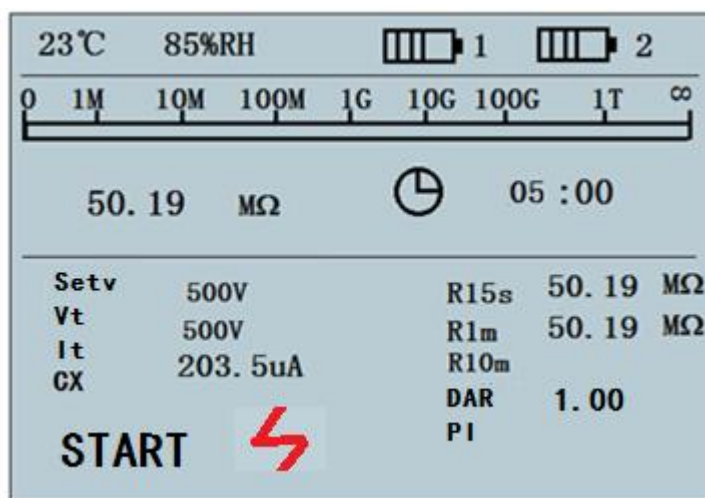 23℃ 85%RH 1 2
0 1M 10M 100M 1G 10G 100G 1T ∞
50.19 MΩ 05:00
Setv 500V R15s 50.19 MΩ
Vt 500V R1m 50.19 MΩ
It 203.5uA R10m
CX DAR 1.00
START PI